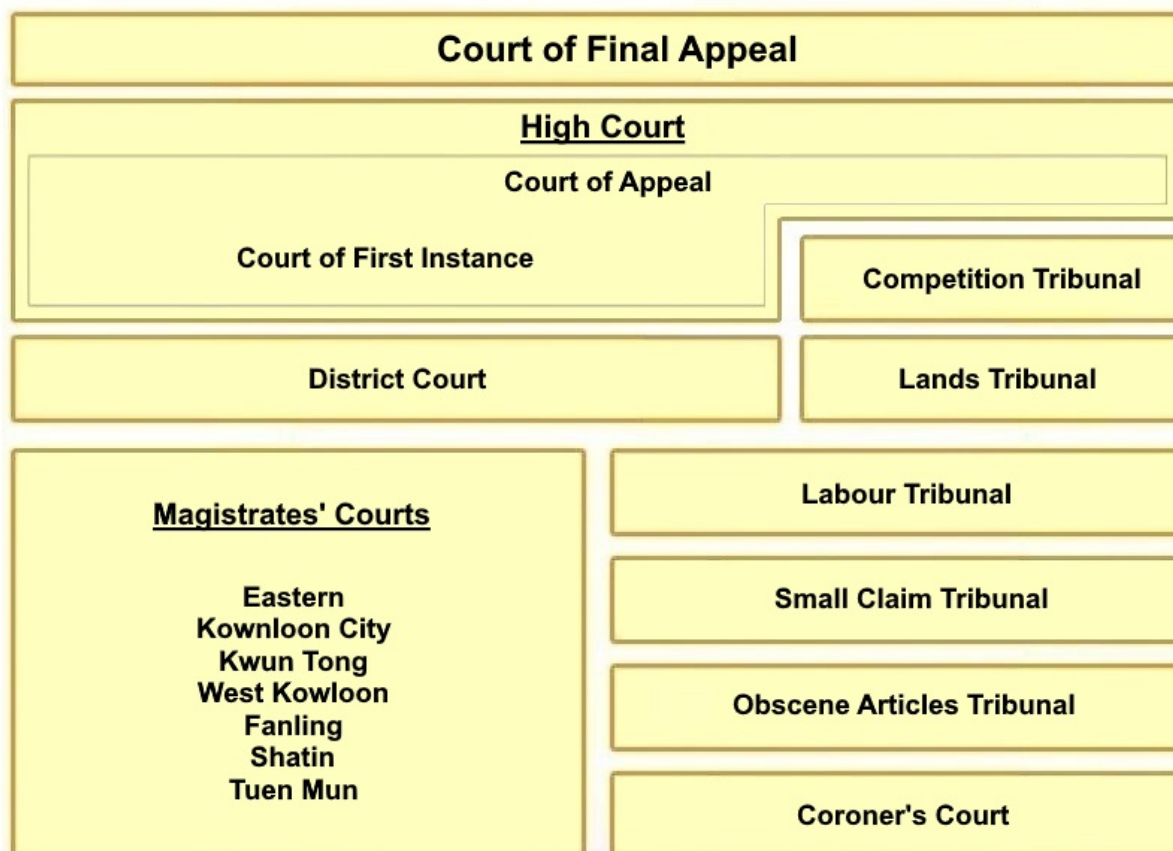 Court of Final Appeal
High Court
Court of Appeal
Court of First Instance
Competition Tribunal
District Court
Lands Tribunal
Magistrates' Courts
Eastern
Kownloon City
Kwun Tong
West Kowloon
Fanling
Shatin
Tuen Mun
Labour Tribunal
Small Claim Tribunal
Obscene Articles Tribunal
Coroner's Court